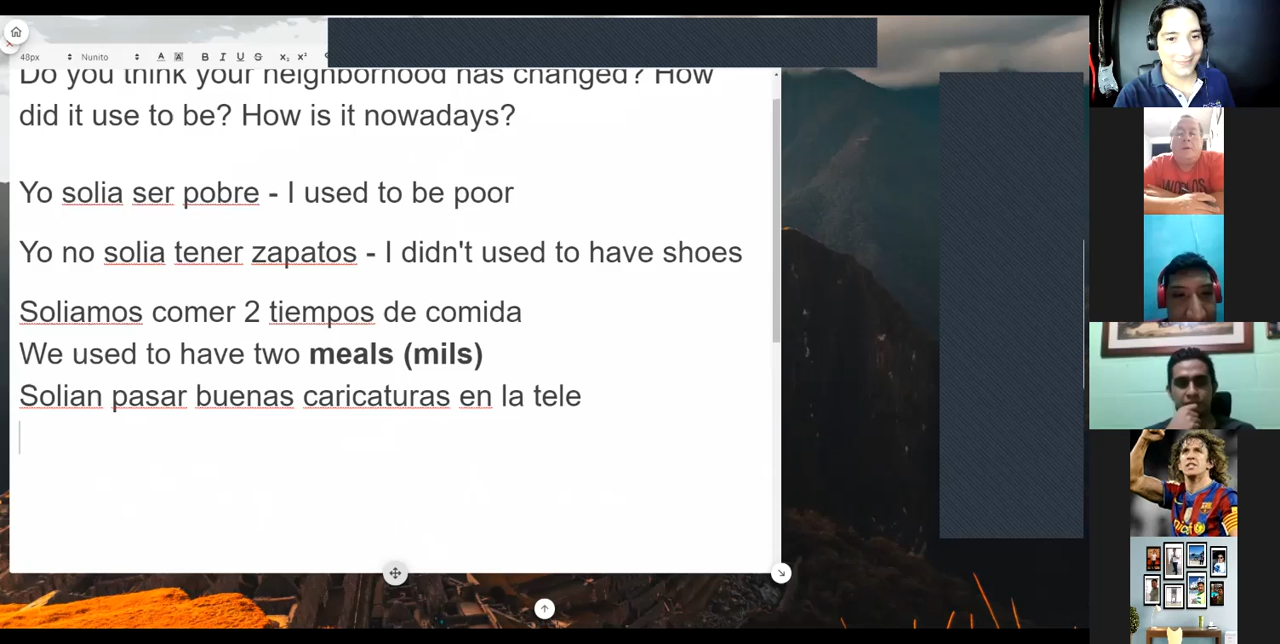 48px Nunito
Do you think your neighborhood has changed? How
did it use to be? How is it nowadays?
Yo solia ser pobre - I used to be poor
Yo no solia tener zapatos - I didn't used to have shoes
Soliamos comer 2 tiempos de comida
We used to have two meals (mils)
Solian pasar buenas caricaturas en la tele